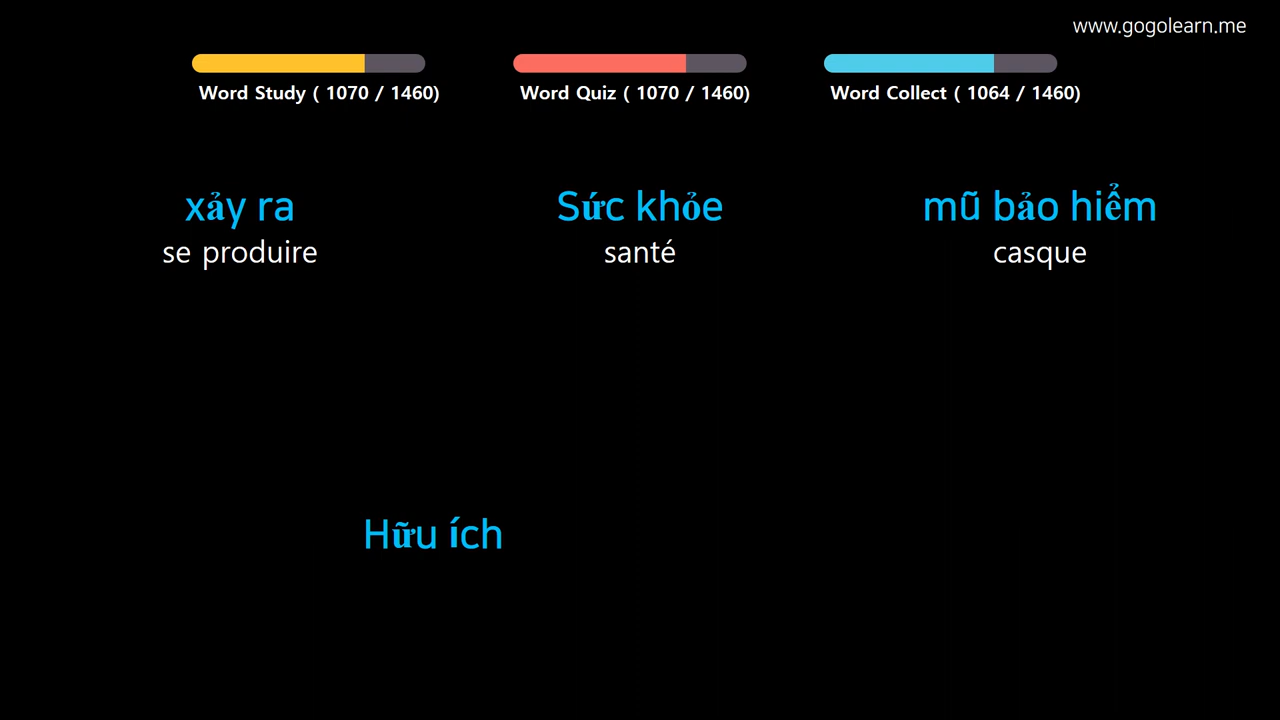 www.gogolearn.me
Word Study ( 1070 / 1460)
Word Quiz ( 1070 / 1460)
Word Collect ( 1064 / 1460)
xảy ra
se produire
Sức khỏe
santé
mũ bảo hiểm
casque
Hữu ích